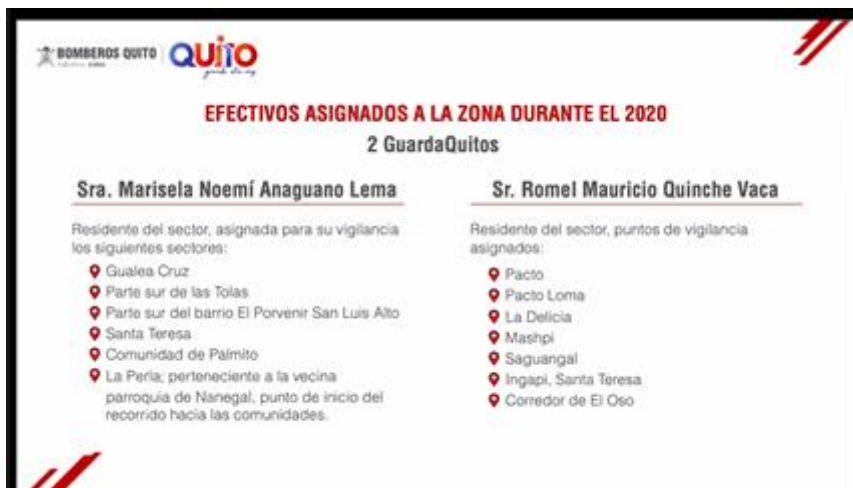 BOMBEROS QUITO
QUITO
EFECTIVOS ASIGNADOS A LA ZONA DURANTE EL 2020
2 GuardaQuitos
Sra. Marisela Noemí Anaguano Lema
Residente del sector, asignada para su vigilancia
los siguientes sectores:
Gualea Cruz
Parte sur de las Tolas
Parte sur del barrio El Porvenir San Luis Alto
Santa Teresa
Comunidad de Palmito
La Perla; perteneciente a la vecina
parroquia de Nanegal, punto de inicio del
recorrido hacia las comunidades.
Sr. Romel Mauricio Quinche Vaca
Residente del sector, puntos de vigilancia
asignados:
Pacto
Pacto Loma
La Delicia
Mashpi
Saguangal
Ingapi, Santa Teresa
Corredor de El Oso